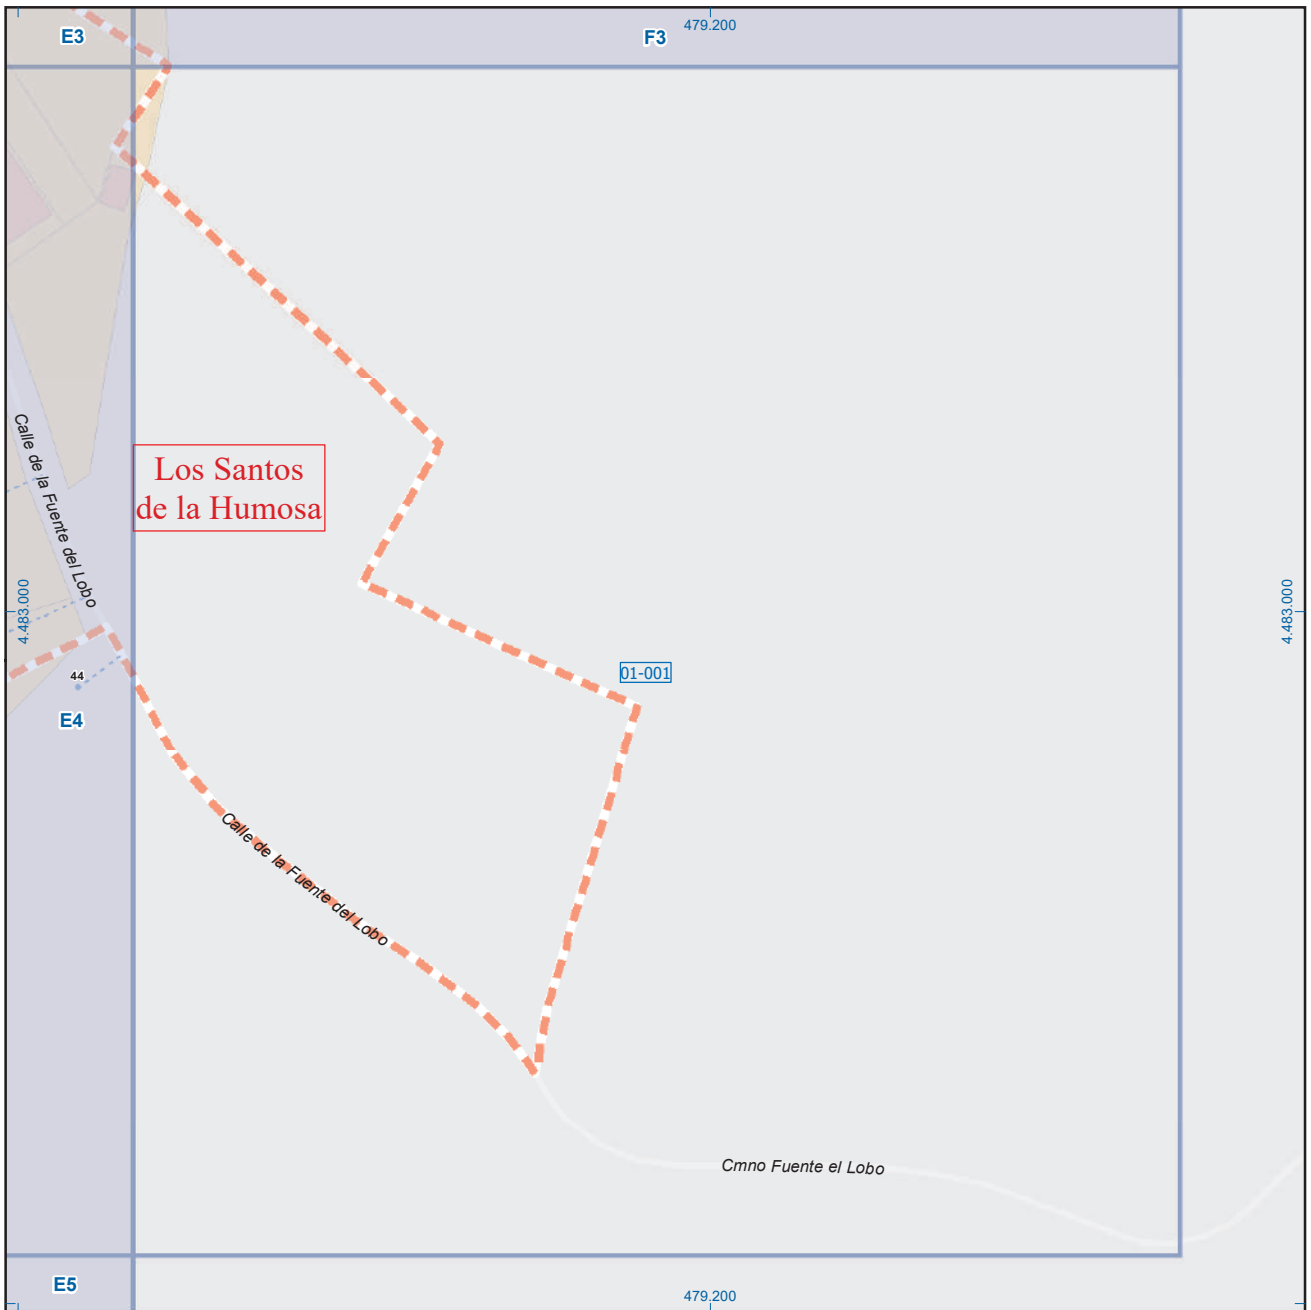 E3
F3
479.200
Calle de la Fuente del Lobo
Los Santos
de la Humosa
4.483.000
4.483.000
01-001
44
E4
Calle de la Fuente del Lobo
Cmno Fuente el Lobo
E5
479.200